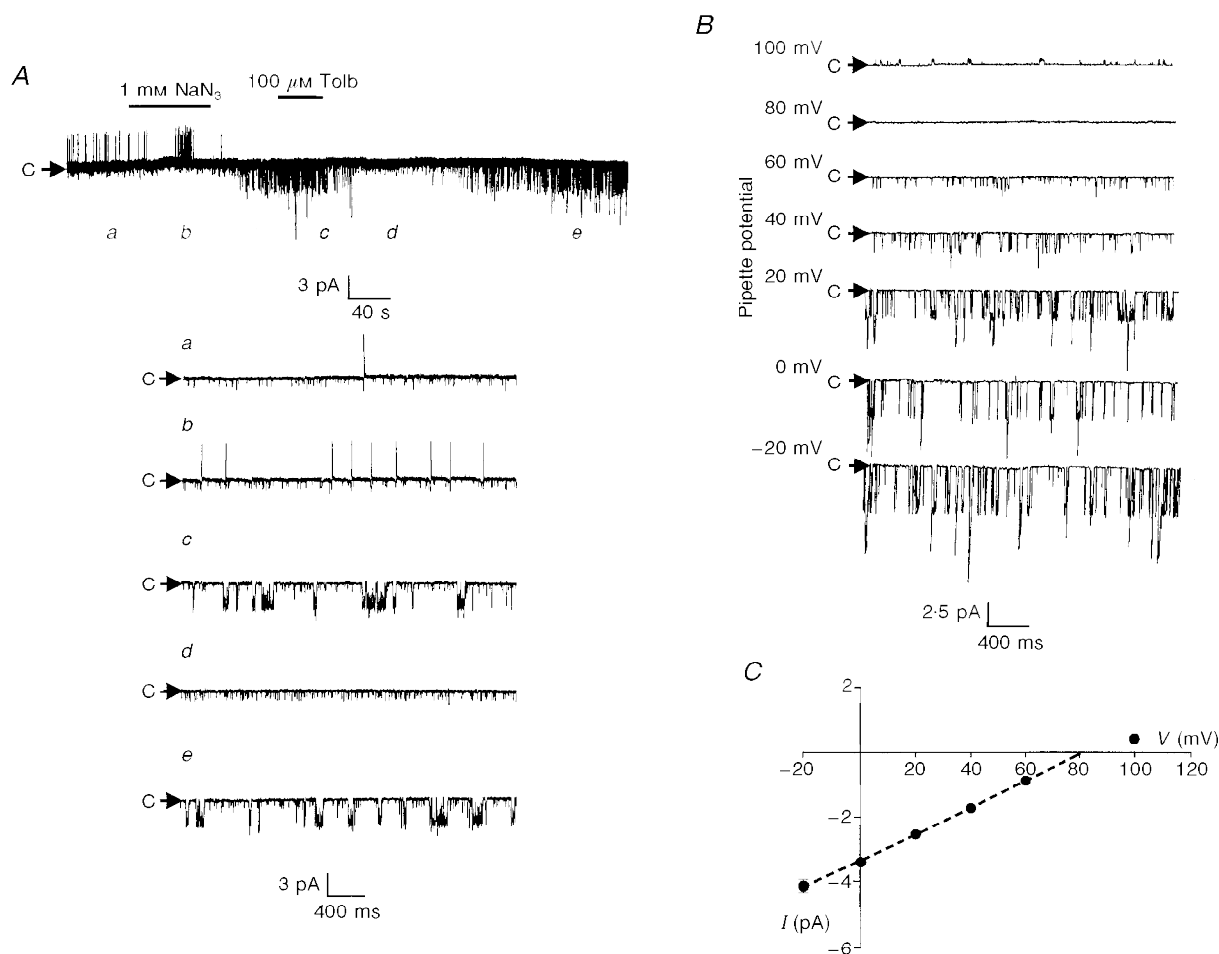 A
1 mM NaN3
100 μM Tolb
C
a b c d e
3 pA
40 s
a
C
b
C
c
C
d
C
e
C
3 pA
400 ms
B
Pipette potential
100 mV
C
80 mV
C
60 mV
C
40 mV
C
20 mV
C
0 mV
C
−20 mV
C
2·5 pA
400 ms
C
2
V (mV)
−20 20 40 60 80 100 120
−2
−4
I (pA)
−6